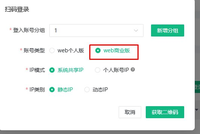 扫码登录
* 登入账号分组 1 新增分组
* 账号类型 web个人版 web商业版
* IP模式 系统共享IP 个人账号IP
* IP类别 静态IP 动态IP
取消 获取二维码